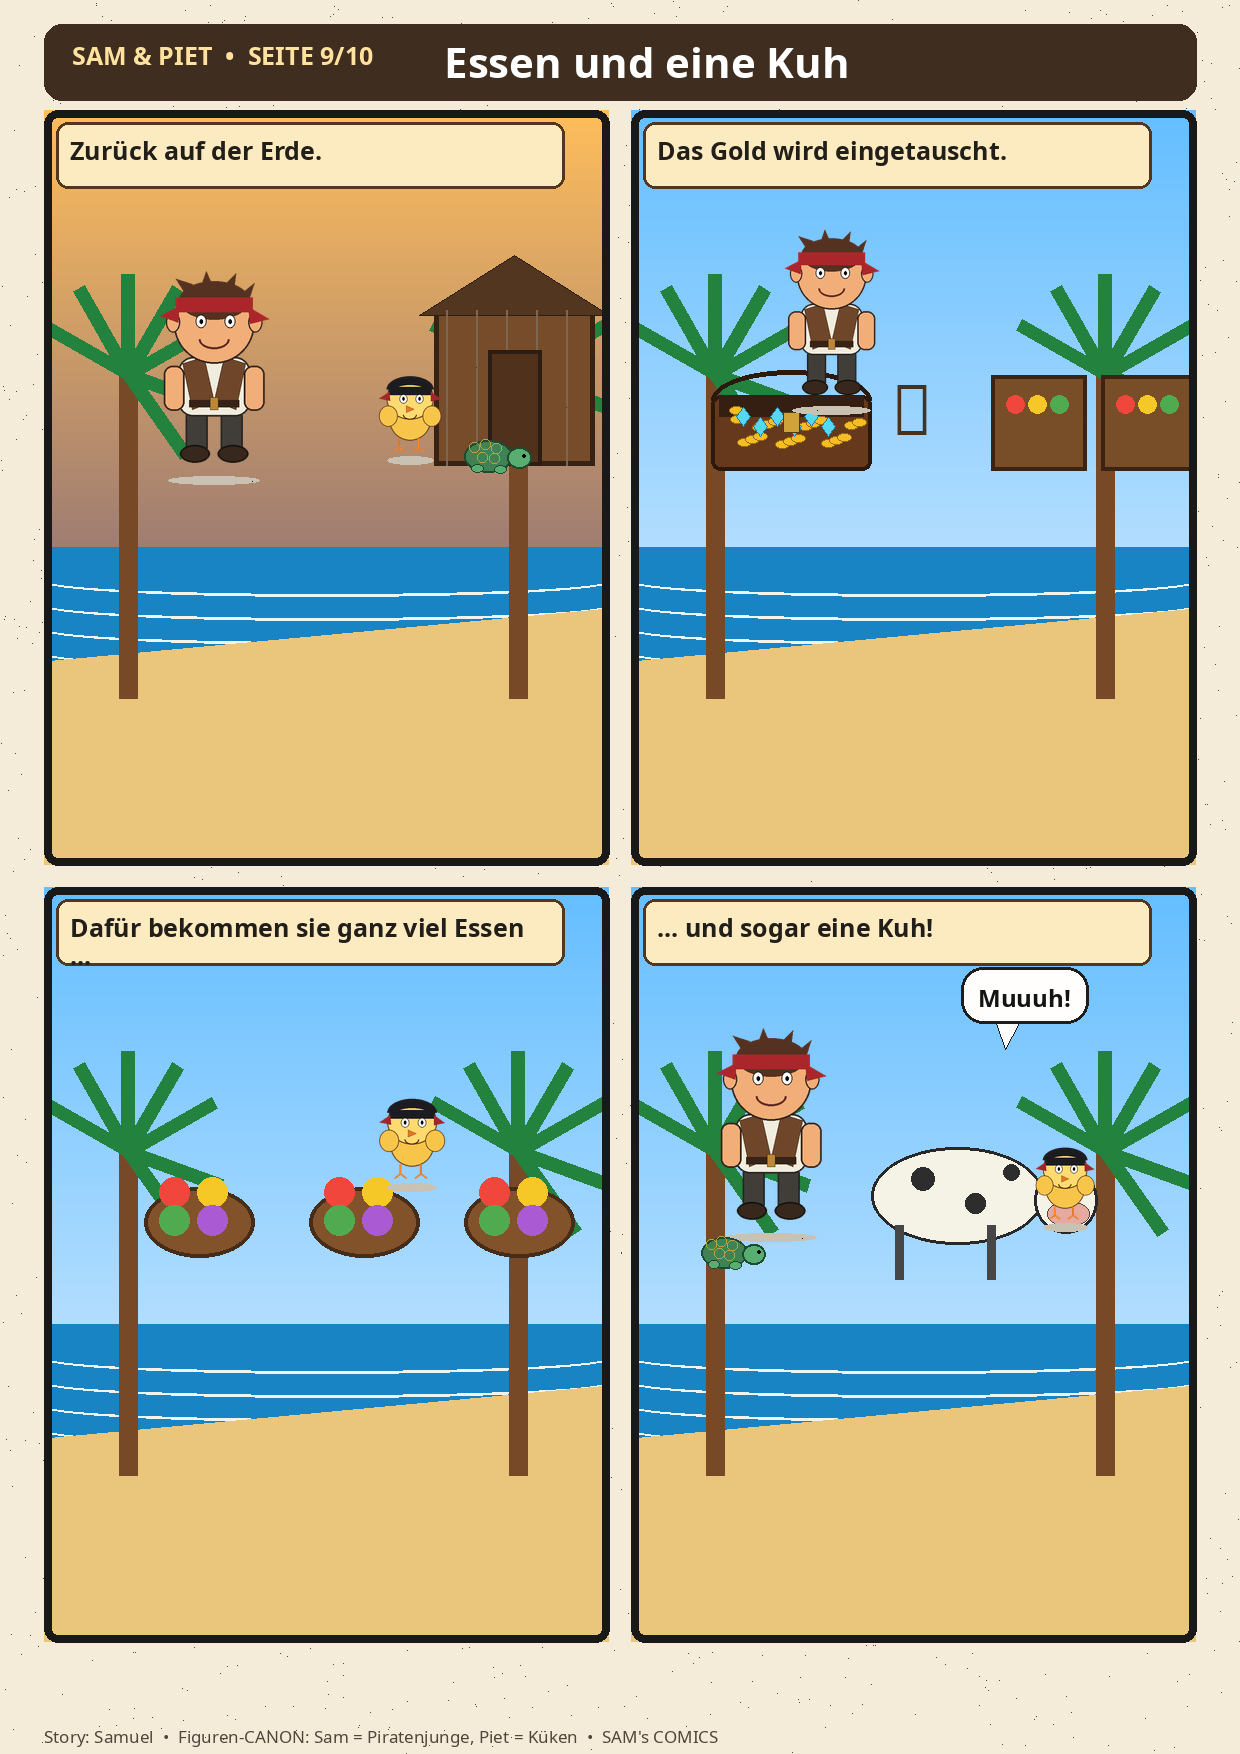 SAM & PIET • SEITE 9/10
Essen und eine Kuh
Zurück auf der Erde.
Das Gold wird eingetauscht.
Dafür bekommen sie ganz viel Essen
...
... und sogar eine Kuh!
Muuuh!
Story: Samuel • Figuren-CANON: Sam = Piratenjunge, Piet = Küken • SAM's COMICS